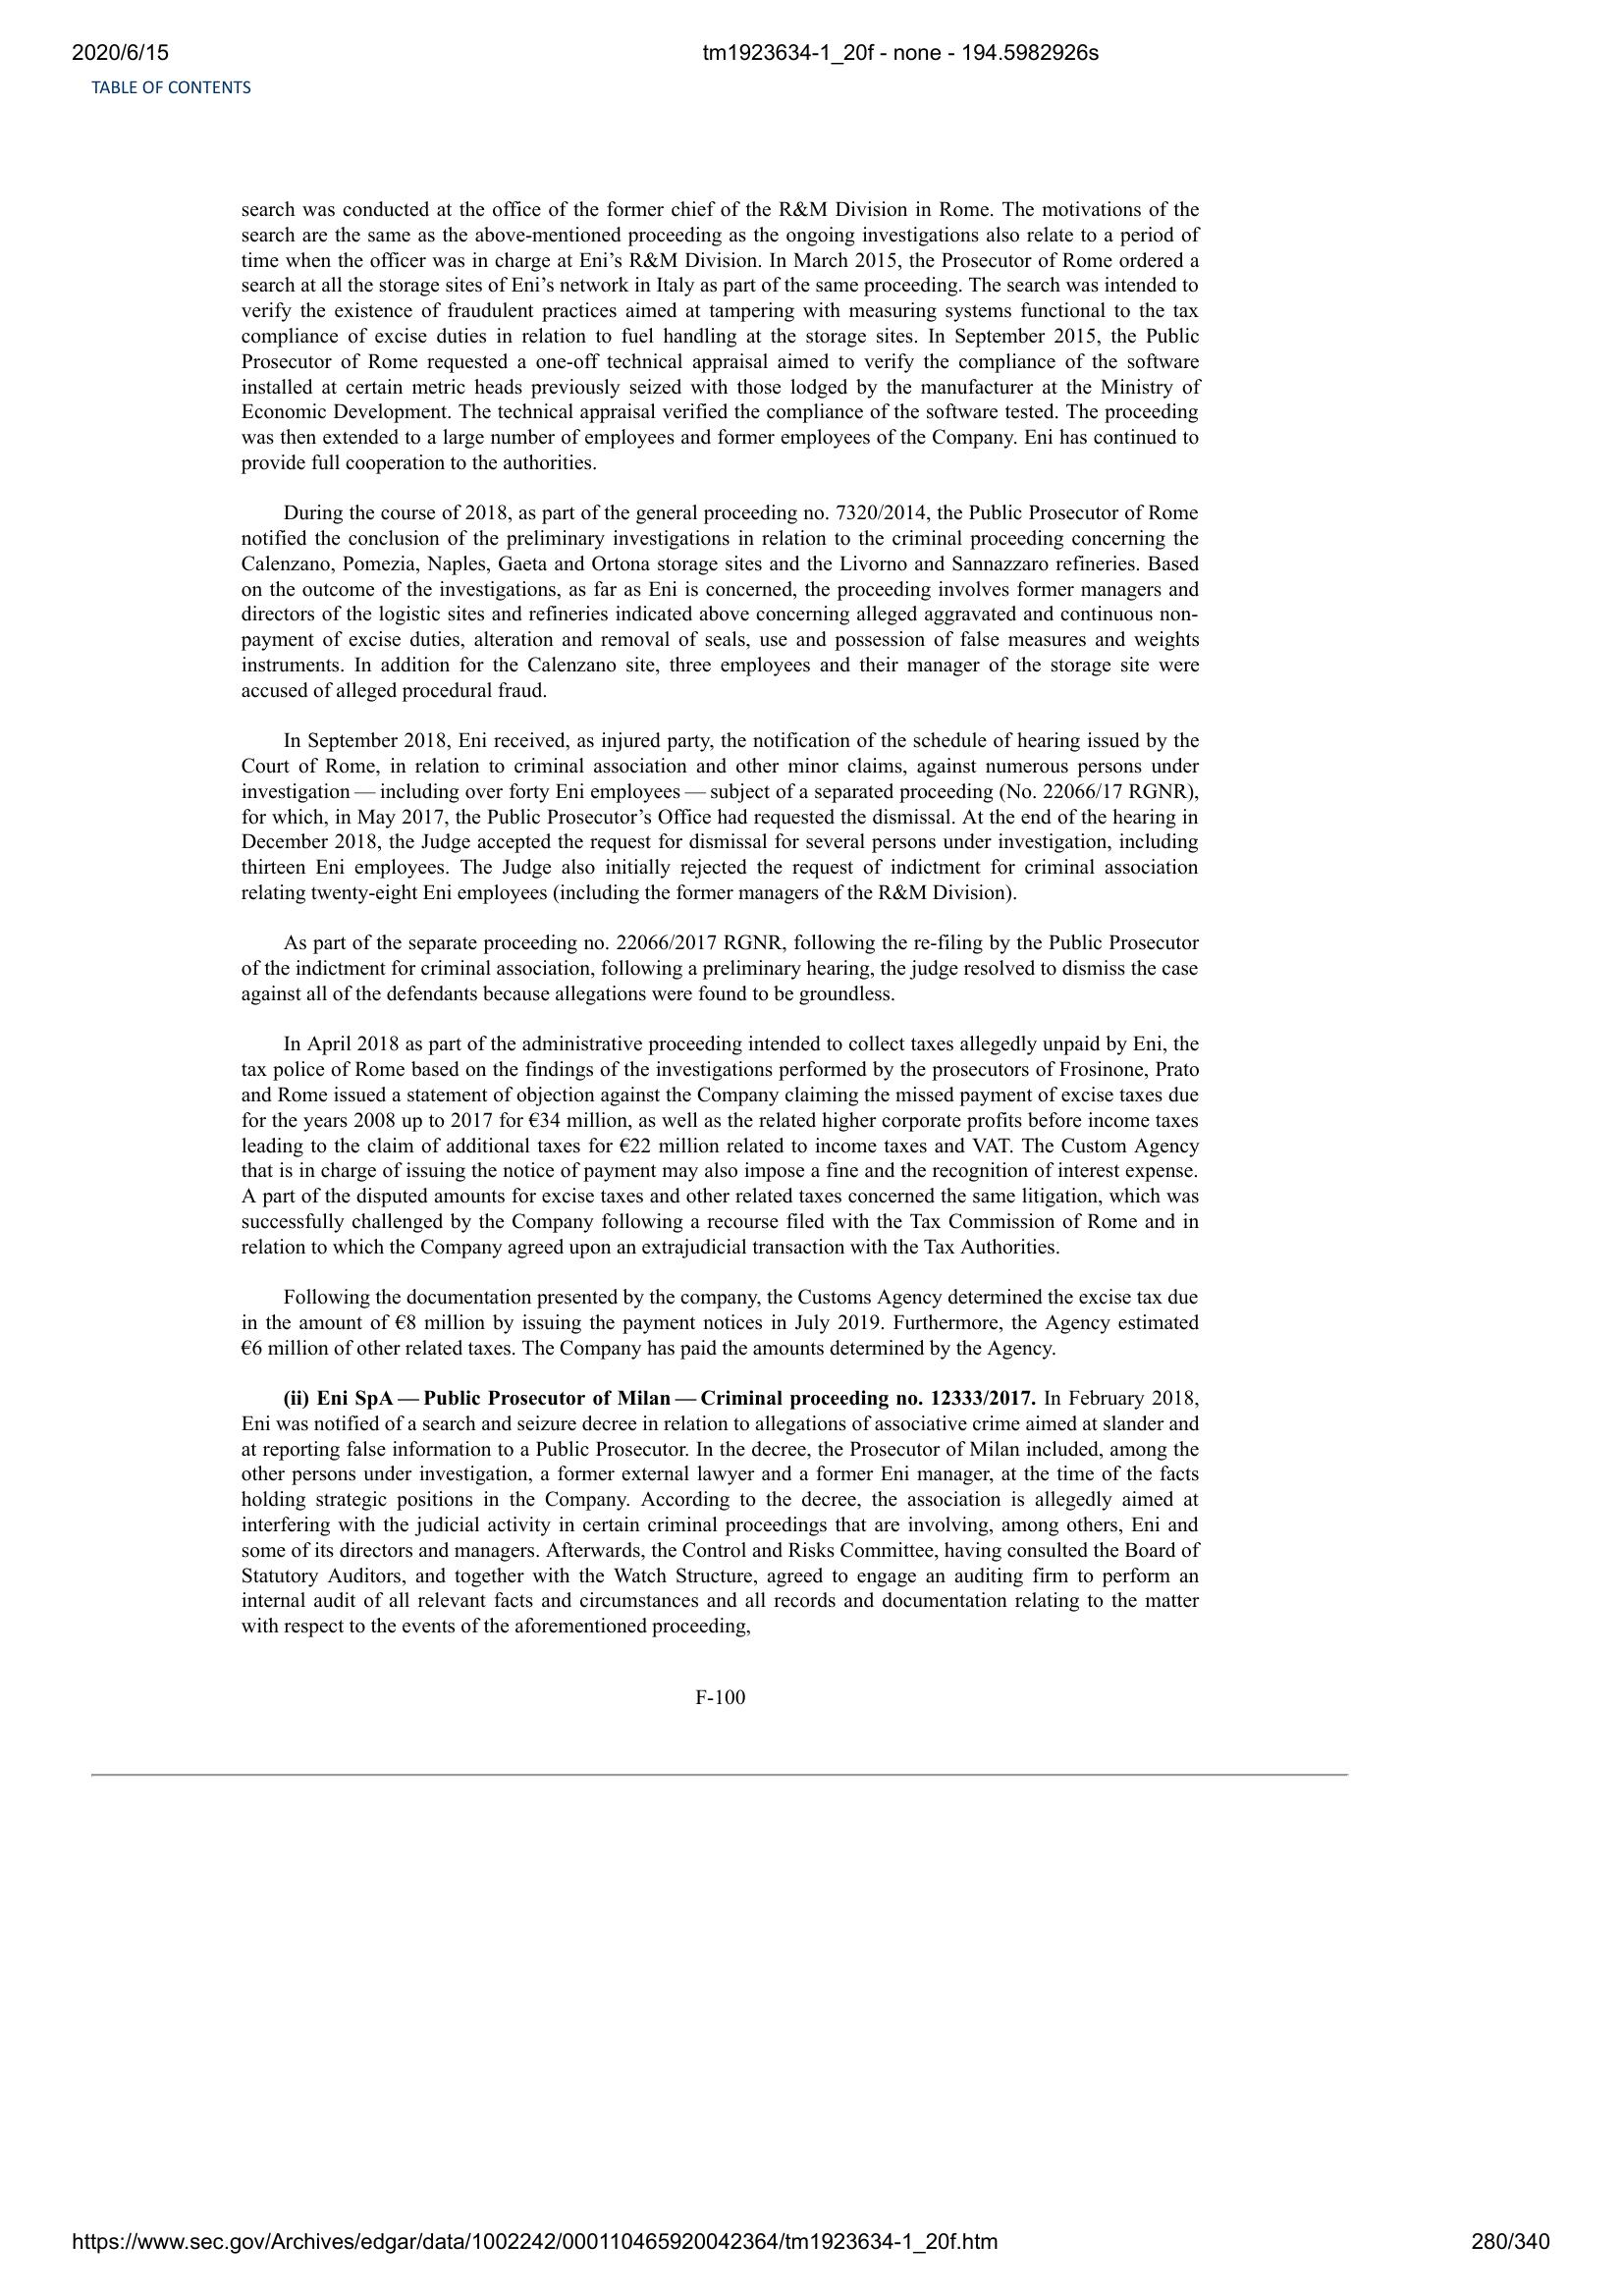 2020/6/15
tm1923634-1_20f - none - 194.5982926s
TABLE OF CONTENTS
search was conducted at the office of the former chief of the R&M Division in Rome. The motivations of the
search are the same as the above-mentioned proceeding as the ongoing investigations also relate to a period of
time when the officer was in charge at Eni’s R&M Division. In March 2015, the Prosecutor of Rome ordered a
search at all the storage sites of Eni’s network in Italy as part of the same proceeding. The search was intended to
verify the existence of fraudulent practices aimed at tampering with measuring systems functional to the tax
compliance of excise duties in relation to fuel handling at the storage sites. In September 2015, the Public
Prosecutor of Rome requested a one-off technical appraisal aimed to verify the compliance of the software
installed at certain metric heads previously seized with those lodged by the manufacturer at the Ministry of
Economic Development. The technical appraisal verified the compliance of the software tested. The proceeding
was then extended to a large number of employees and former employees of the Company. Eni has continued to
provide full cooperation to the authorities.
During the course of 2018, as part of the general proceeding no. 7320/2014, the Public Prosecutor of Rome
notified the conclusion of the preliminary investigations in relation to the criminal proceeding concerning the
Calenzano, Pomezia, Naples, Gaeta and Ortona storage sites and the Livorno and Sannazzaro refineries. Based
on the outcome of the investigations, as far as Eni is concerned, the proceeding involves former managers and
directors of the logistic sites and refineries indicated above concerning alleged aggravated and continuous non-
payment of excise duties, alteration and removal of seals, use and possession of false measures and weights
instruments. In addition for the Calenzano site, three employees and their manager of the storage site were
accused of alleged procedural fraud.
In September 2018, Eni received, as injured party, the notification of the schedule of hearing issued by the
Court of Rome, in relation to criminal association and other minor claims, against numerous persons under
investigation — including over forty Eni employees — subject of a separated proceeding (No. 22066/17 RGNR),
for which, in May 2017, the Public Prosecutor’s Office had requested the dismissal. At the end of the hearing in
December 2018, the Judge accepted the request for dismissal for several persons under investigation, including
thirteen Eni employees. The Judge also initially rejected the request of indictment for criminal association
relating twenty-eight Eni employees (including the former managers of the R&M Division).
As part of the separate proceeding no. 22066/2017 RGNR, following the re-filing by the Public Prosecutor
of the indictment for criminal association, following a preliminary hearing, the judge resolved to dismiss the case
against all of the defendants because allegations were found to be groundless.
In April 2018 as part of the administrative proceeding intended to collect taxes allegedly unpaid by Eni, the
tax police of Rome based on the findings of the investigations performed by the prosecutors of Frosinone, Prato
and Rome issued a statement of objection against the Company claiming the missed payment of excise taxes due
for the years 2008 up to 2017 for €34 million, as well as the related higher corporate profits before income taxes
leading to the claim of additional taxes for €22 million related to income taxes and VAT. The Custom Agency
that is in charge of issuing the notice of payment may also impose a fine and the recognition of interest expense.
A part of the disputed amounts for excise taxes and other related taxes concerned the same litigation, which was
successfully challenged by the Company following a recourse filed with the Tax Commission of Rome and in
relation to which the Company agreed upon an extrajudicial transaction with the Tax Authorities.
Following the documentation presented by the company, the Customs Agency determined the excise tax due
in the amount of €8 million by issuing the payment notices in July 2019. Furthermore, the Agency estimated
€6 million of other related taxes. The Company has paid the amounts determined by the Agency.
(ii) Eni SpA — Public Prosecutor of Milan — Criminal proceeding no. 12333/2017. In February 2018,
Eni was notified of a search and seizure decree in relation to allegations of associative crime aimed at slander and
at reporting false information to a Public Prosecutor. In the decree, the Prosecutor of Milan included, among the
other persons under investigation, a former external lawyer and a former Eni manager, at the time of the facts
holding strategic positions in the Company. According to the decree, the association is allegedly aimed at
interfering with the judicial activity in certain criminal proceedings that are involving, among others, Eni and
some of its directors and managers. Afterwards, the Control and Risks Committee, having consulted the Board of
Statutory Auditors, and together with the Watch Structure, agreed to engage an auditing firm to perform an
internal audit of all relevant facts and circumstances and all records and documentation relating to the matter
with respect to the events of the aforementioned proceeding,
F-100
https://www.sec.gov/Archives/edgar/data/1002242/000110465920042364/tm1923634-1_20f.htm
280/340